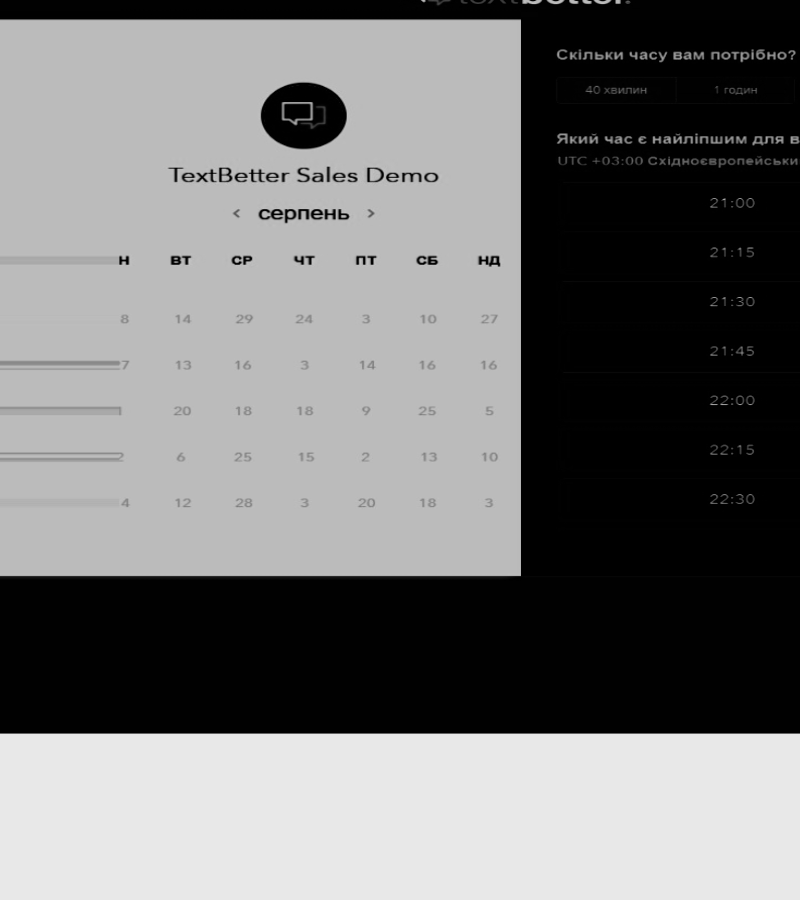 textbetter.
TextBetter Sales Demo
‹ серпень ›
Н ВТ СР ЧТ ПТ СБ НД
8 14 29 24 3 10 27
7 13 16 3 14 16 16
1 20 18 18 9 25 5
2 6 25 15 2 13 10
4 12 28 3 20 18 3
Скільки часу вам потрібно?
40 хвилин 1 годин
Який час є найліпшим для в
UTC +03:00 Східноєвропейськи
21:00
21:15
21:30
21:45
22:00
22:15
22:30